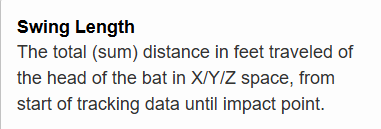 Swing Length
The total (sum) distance in feet traveled of
the head of the bat in X/Y/Z space, from
start of tracking data until impact point.